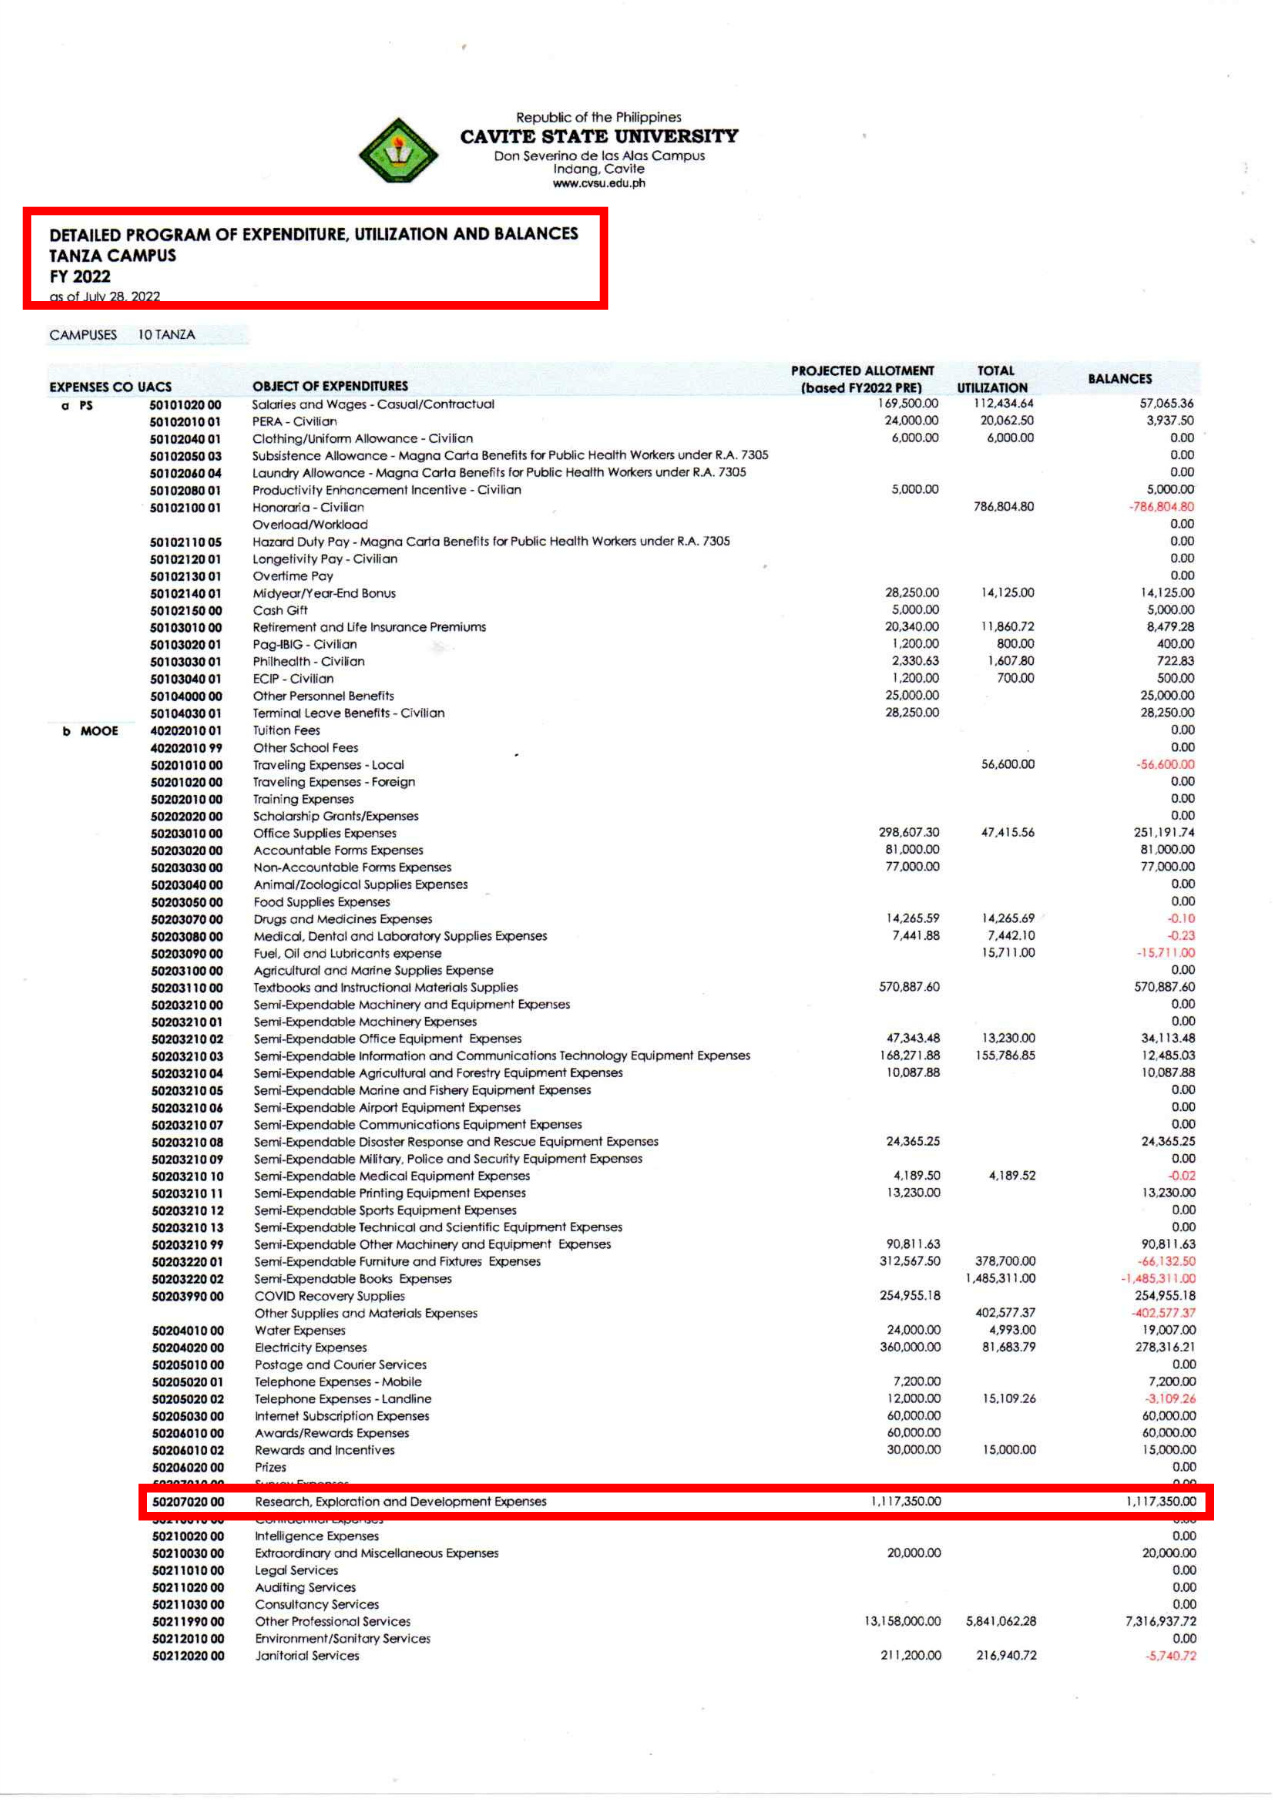 Republic of the Philippines
CAVITE STATE UNIVERSITY
Don Severino de las Alas Campus
Indang, Cavite
www.cvsu.edu.ph
DETAILED PROGRAM OF EXPENDITURE, UTILIZATION AND BALANCES
TANZA CAMPUS
FY 2022
as of July 28, 2022
CAMPUSES 10 TANZA
EXPENSES CO UACS OBJECT OF EXPENDITURES PROJECTED ALLOTMENT (based FY2022 PRE) TOTAL UTILIZATION BALANCES
a PS 50101020 00 Salaries and Wages - Casual/Contractual 169,500.00 112,434.64 57,065.36
50102010 01 PERA - Civilian 24,000.00 20,062.50 3,937.50
50102040 01 Clothing/Uniform Allowance - Civilian 6,000.00 6,000.00 0.00
50102050 03 Subsistence Allowance - Magna Carta Benefits for Public Health Workers under R.A. 7305 0.00
50102060 04 Laundry Allowance - Magna Carta Benefits for Public Health Workers under R.A. 7305 0.00
50102080 01 Productivity Enhancement Incentive - Civilian 5,000.00 5,000.00
50102100 01 Honoraria - Civilian 786,804.80 -786,804.80
Overload/Workload 0.00
50102110 05 Hazard Duty Pay - Magna Carta Benefits for Public Health Workers under R.A. 7305 0.00
50102120 01 Longetivity Pay - Civilian 0.00
50102130 01 Overtime Pay 0.00
50102140 01 Midyear/Year-End Bonus 28,250.00 14,125.00 14,125.00
50102150 00 Cash Gift 5,000.00 5,000.00
50103010 00 Retirement and Life Insurance Premiums 20,340.00 11,860.72 8,479.28
50103020 01 Pag-IBIG - Civilian 1,200.00 800.00 400.00
50103030 01 Philhealth - Civilian 2,330.63 1,607.80 722.83
50103040 01 ECIP - Civilian 1,200.00 700.00 500.00
50104000 00 Other Personnel Benefits 25,000.00 25,000.00
50104030 01 Terminal Leave Benefits - Civilian 28,250.00 28,250.00
b MOOE 40202010 01 Tuition Fees 0.00
40202010 99 Other School Fees 0.00
50201010 00 Traveling Expenses - Local 56,600.00 -56,600.00
50201020 00 Traveling Expenses - Foreign 0.00
50202010 00 Training Expenses 0.00
50202020 00 Scholarship Grants/Expenses 0.00
50203010 00 Office Supplies Expenses 298,607.30 47,415.56 251,191.74
50203020 00 Accountable Forms Expenses 81,000.00 81,000.00
50203030 00 Non-Accountable Forms Expenses 77,000.00 77,000.00
50203040 00 Animal/Zoological Supplies Expenses 0.00
50203050 00 Food Supplies Expenses 0.00
50203070 00 Drugs and Medicines Expenses 14,265.59 14,265.69 -0.10
50203080 00 Medical, Dental and Laboratory Supplies Expenses 7,441.88 7,442.10 -0.23
50203090 00 Fuel, Oil and Lubricants expense 15,711.00 -15,711.00
50203100 00 Agricultural and Marine Supplies Expense 0.00
50203110 00 Textbooks and Instructional Materials Supplies 570,887.60 570,887.60
50203210 00 Semi-Expendable Machinery and Equipment Expenses 0.00
50203210 01 Semi-Expendable Machinery Expenses 0.00
50203210 02 Semi-Expendable Office Equipment Expenses 47,343.48 13,230.00 34,113.48
50203210 03 Semi-Expendable Information and Communications Technology Equipment Expenses 168,271.88 155,786.85 12,485.03
50203210 04 Semi-Expendable Agricultural and Forestry Equipment Expenses 10,087.88 10,087.88
50203210 05 Semi-Expendable Marine and Fishery Equipment Expenses 0.00
50203210 06 Semi-Expendable Airport Equipment Expenses 0.00
50203210 07 Semi-Expendable Communications Equipment Expenses 0.00
50203210 08 Semi-Expendable Disaster Response and Rescue Equipment Expenses 24,365.25 24,365.25
50203210 09 Semi-Expendable Military, Police and Security Equipment Expenses 0.00
50203210 10 Semi-Expendable Medical Equipment Expenses 4,189.50 4,189.52 -0.02
50203210 11 Semi-Expendable Printing Equipment Expenses 13,230.00 13,230.00
50203210 12 Semi-Expendable Sports Equipment Expenses 0.00
50203210 13 Semi-Expendable Technical and Scientific Equipment Expenses 0.00
50203210 99 Semi-Expendable Other Machinery and Equipment Expenses 90,811.63 90,811.63
50203220 01 Semi-Expendable Furniture and Fixtures Expenses 312,567.50 378,700.00 -66,132.50
50203220 02 Semi-Expendable Books Expenses 1,485,311.00 -1,485,311.00
50203990 00 COVID Recovery Supplies 254,955.18 254,955.18
Other Supplies and Materials Expenses 402,577.37 -402,577.37
50204010 00 Water Expenses 24,000.00 4,993.00 19,007.00
50204020 00 Electricity Expenses 360,000.00 81,683.79 278,316.21
50205010 00 Postage and Courier Services 0.00
50205020 01 Telephone Expenses - Mobile 7,200.00 7,200.00
50205020 02 Telephone Expenses - Landline 12,000.00 15,109.26 -3,109.26
50205030 00 Internet Subscription Expenses 60,000.00 60,000.00
50206010 00 Awards/Rewards Expenses 60,000.00 60,000.00
50206010 02 Rewards and Incentives 30,000.00 15,000.00 15,000.00
50206020 00 Prizes 0.00
50207020 00 Research, Exploration and Development Expenses 1,117,350.00 1,117,350.00
50210020 00 Intelligence Expenses 0.00
50210030 00 Extraordinary and Miscellaneous Expenses 20,000.00 20,000.00
50211010 00 Legal Services 0.00
50211020 00 Auditing Services 0.00
50211030 00 Consultancy Services 0.00
50211990 00 Other Professional Services 13,158,000.00 5,841,062.28 7,316,937.72
50212010 00 Environment/Sanitary Services 0.00
50212020 00 Janitorial Services 211,200.00 216,940.72 -5,740.72